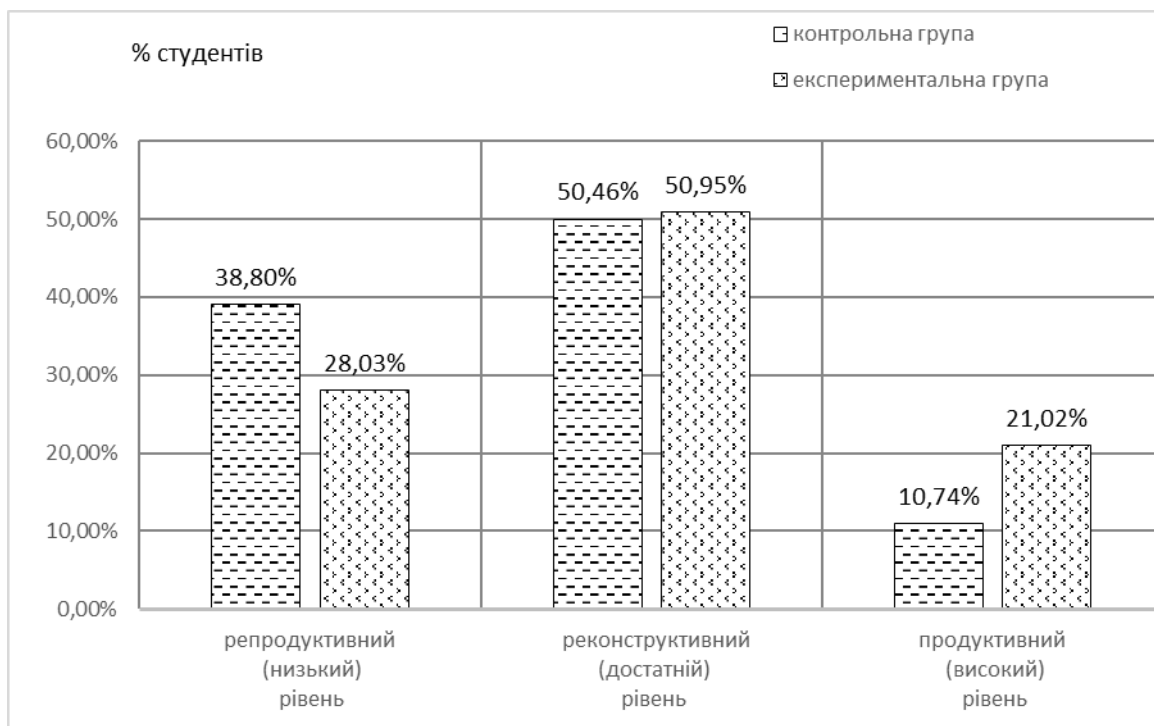 % студентів
контрольна група
експериментальна група
60,00%
50,00%
40,00%
30,00%
20,00%
10,00%
0,00%
38,80%
28,03%
50,46%
50,95%
10,74%
21,02%
репродуктивний
(низький)
рівень
реконструктивний
(достатній)
рівень
продуктивний
(високий)
рівень